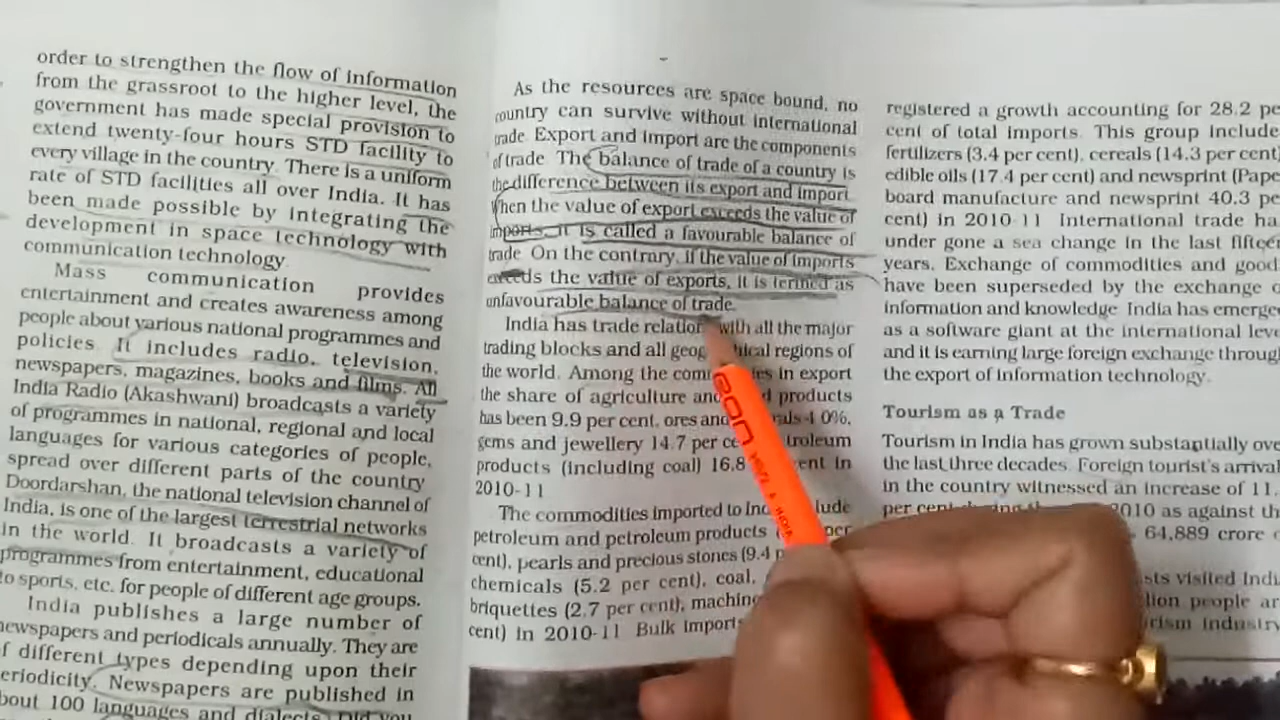 order to strengthen the flow of information
from the grassroot to the higher level, the
government has made special provision to
extend twenty-four hours STD facility to
every village in the country. There is a uniform
rate of STD facilities all over India. It has
been made possible by integrating the
development in space technology with
communication technology.
Mass communication provides
entertainment and creates awareness among
people about various national programmes and
policies. It includes radio, television,
newspapers, magazines, books and films. All
India Radio (Akashwani) broadcasts a variety
of programmes in national, regional and local
languages for various categories of people,
spread over different parts of the country
Doordarshan, the national television channel of
India, is one of the largest terrestrial networks
in the world. It broadcasts a variety of
programmes from entertainment, educational
to sports, etc. for people of different age groups.
India publishes a large number of
newspapers and periodicals annually. They are
of different types depending upon their
periodicity. Newspapers are published in
about 100 languages and dialects. Did you
As the resources are space bound, no
country can survive without international
trade. Export and import are the components
of trade. The balance of trade of a country is
the difference between its export and import.
When the value of export exceeds the value of
imports, it is called a favourable balance of
trade. On the contrary, if the value of imports
exceeds the value of exports, it is termed as
unfavourable balance of trade.
India has trade relation with all the major
trading blocks and all geog hical regions of
the world. Among the com ies in export
the share of agriculture and d products
has been 9.9 per cent, ores and als 4 0%,
gems and jewellery 14.7 per ce troleum
products (including coal) 16.8 ent in
2010-11
The commodities imported to Ind lude
petroleum and petroleum products per
cent), pearls and precious stones (9.4 p
chemicals (5.2 per cent), coal,
briquettes (2.7 per cent), machine
cent) in 2010-11 Bulk imports
registered a growth accounting for 28.2 pe
cent of total imports. This group include
fertilizers (3.4 per cent), cereals (14.3 per cent)
edible oils (17.4 per cent) and newsprint (Pape
board manufacture and newsprint 40.3 pe
cent) in 2010-11 International trade ha
under gone a sea change in the last fifteen
years. Exchange of commodities and good
have been superseded by the exchange o
information and knowledge India has emerge
as a software giant at the international leve
and it is earning large foreign exchange throug
the export of information technology.
Tourism as a Trade
Tourism in India has grown substantially ove
the last three decades. Foreign tourist's arrival
in the country witnessed an increase of 11.
per cent during the 2010 as against th
64,889 crore
sts visited Indi
lion people ar
urism industry
eon
INDIA